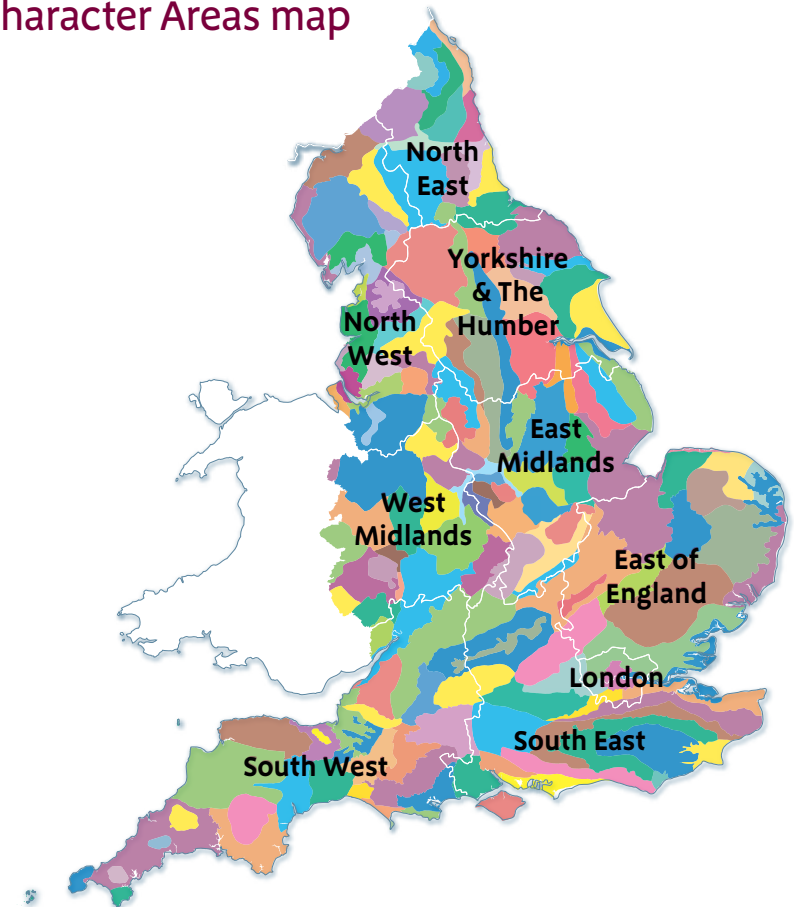 haracter Areas map
North
East
Yorkshire
& The
Humber
North
West
East
Midlands
West
Midlands
East of
England
London
South East
South West